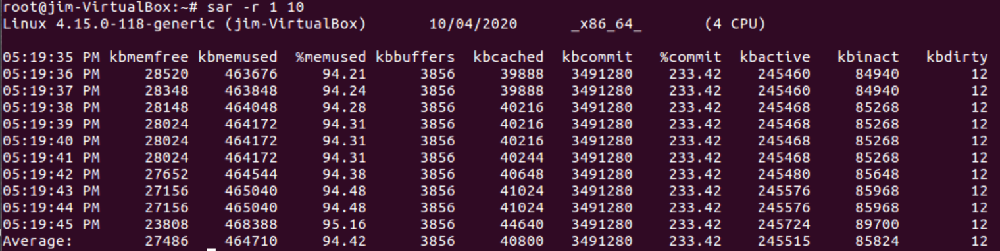 root@jim-VirtualBox:~# sar -r 1 10
Linux 4.15.0-118-generic (jim-VirtualBox) 10/04/2020 _x86_64_ (4 CPU)
05:19:35 PM kbmemfree kbmemused %memused kbbuffers kbcached kbcommit %commit kbactive kbinact kbdirty
05:19:36 PM 28520 463676 94.21 3856 39888 3491280 233.42 245460 84940 12
05:19:37 PM 28348 463848 94.24 3856 39888 3491280 233.42 245460 84940 12
05:19:38 PM 28148 464048 94.28 3856 40216 3491280 233.42 245468 85268 12
05:19:39 PM 28024 464172 94.31 3856 40216 3491280 233.42 245468 85268 12
05:19:40 PM 28024 464172 94.31 3856 40216 3491280 233.42 245468 85268 12
05:19:41 PM 28024 464172 94.31 3856 40244 3491280 233.42 245468 85268 12
05:19:42 PM 27652 464544 94.38 3856 40648 3491280 233.42 245480 85648 12
05:19:43 PM 27156 465040 94.48 3856 41024 3491280 233.42 245576 85968 12
05:19:44 PM 27156 465040 94.48 3856 41024 3491280 233.42 245576 85968 12
05:19:45 PM 23808 468388 95.16 3856 44640 3491280 233.42 245724 89700 12
Average: 27486 464710 94.42 3856 40800 3491280 233.42 245515 85824 12